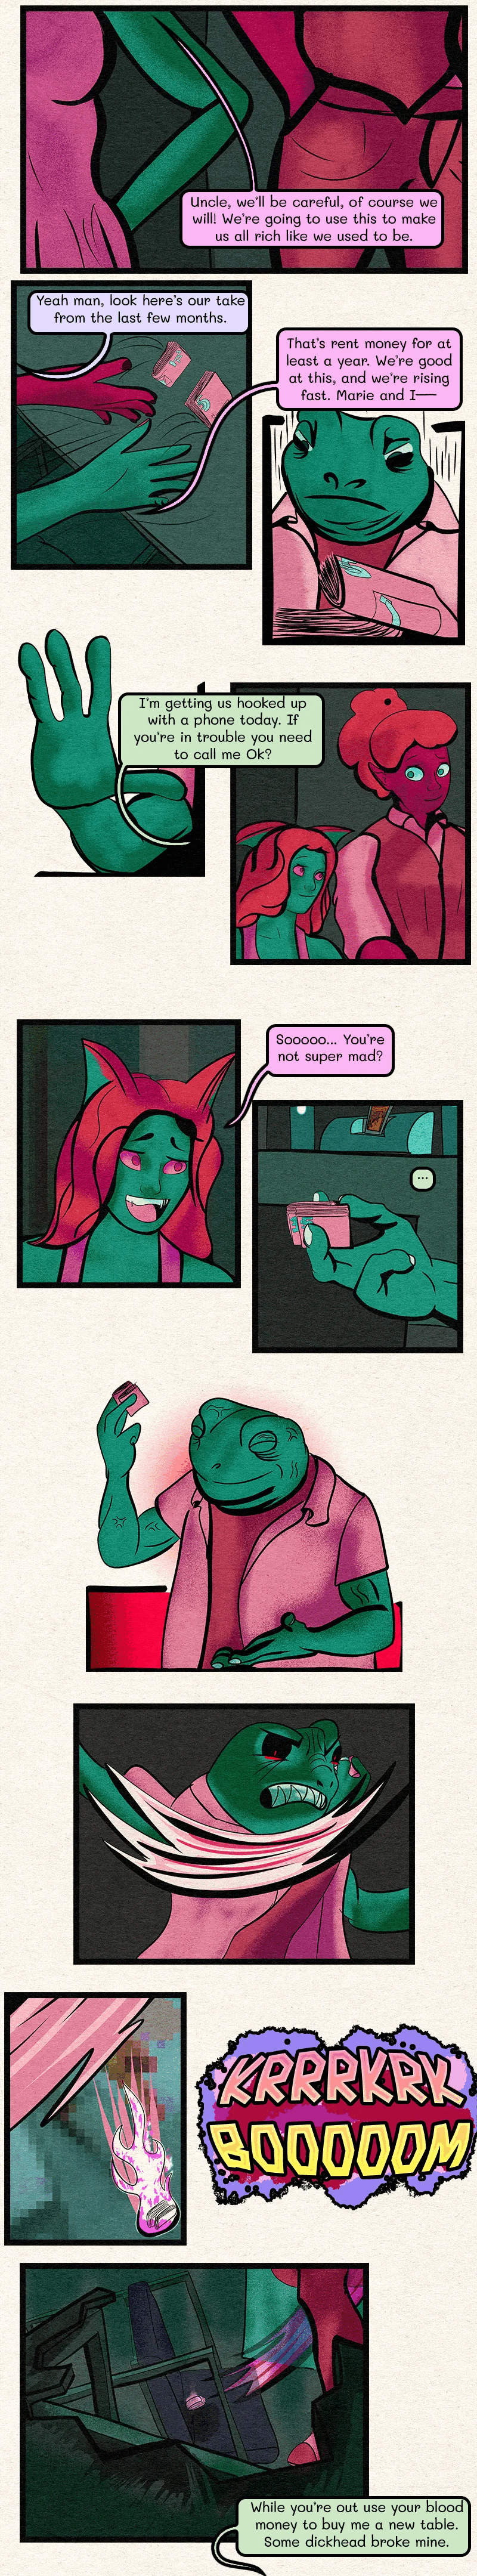 Uncle, we'll be careful, of course we
will! We're going to use this to make
us all rich like we used to be.
Yeah man, look here's our take
from the last few months.
That's rent money for at
least a year. We're good
at this, and we're rising
fast. Marie and I—
I'm getting us hooked up
with a phone today. If
you're in trouble you need
to call me Ok?
Sooooo... You're
not super mad?
...
KRRRKRK
BOOOOOM
While you're out use your blood
money to buy me a new table.
Some dickhead broke mine.